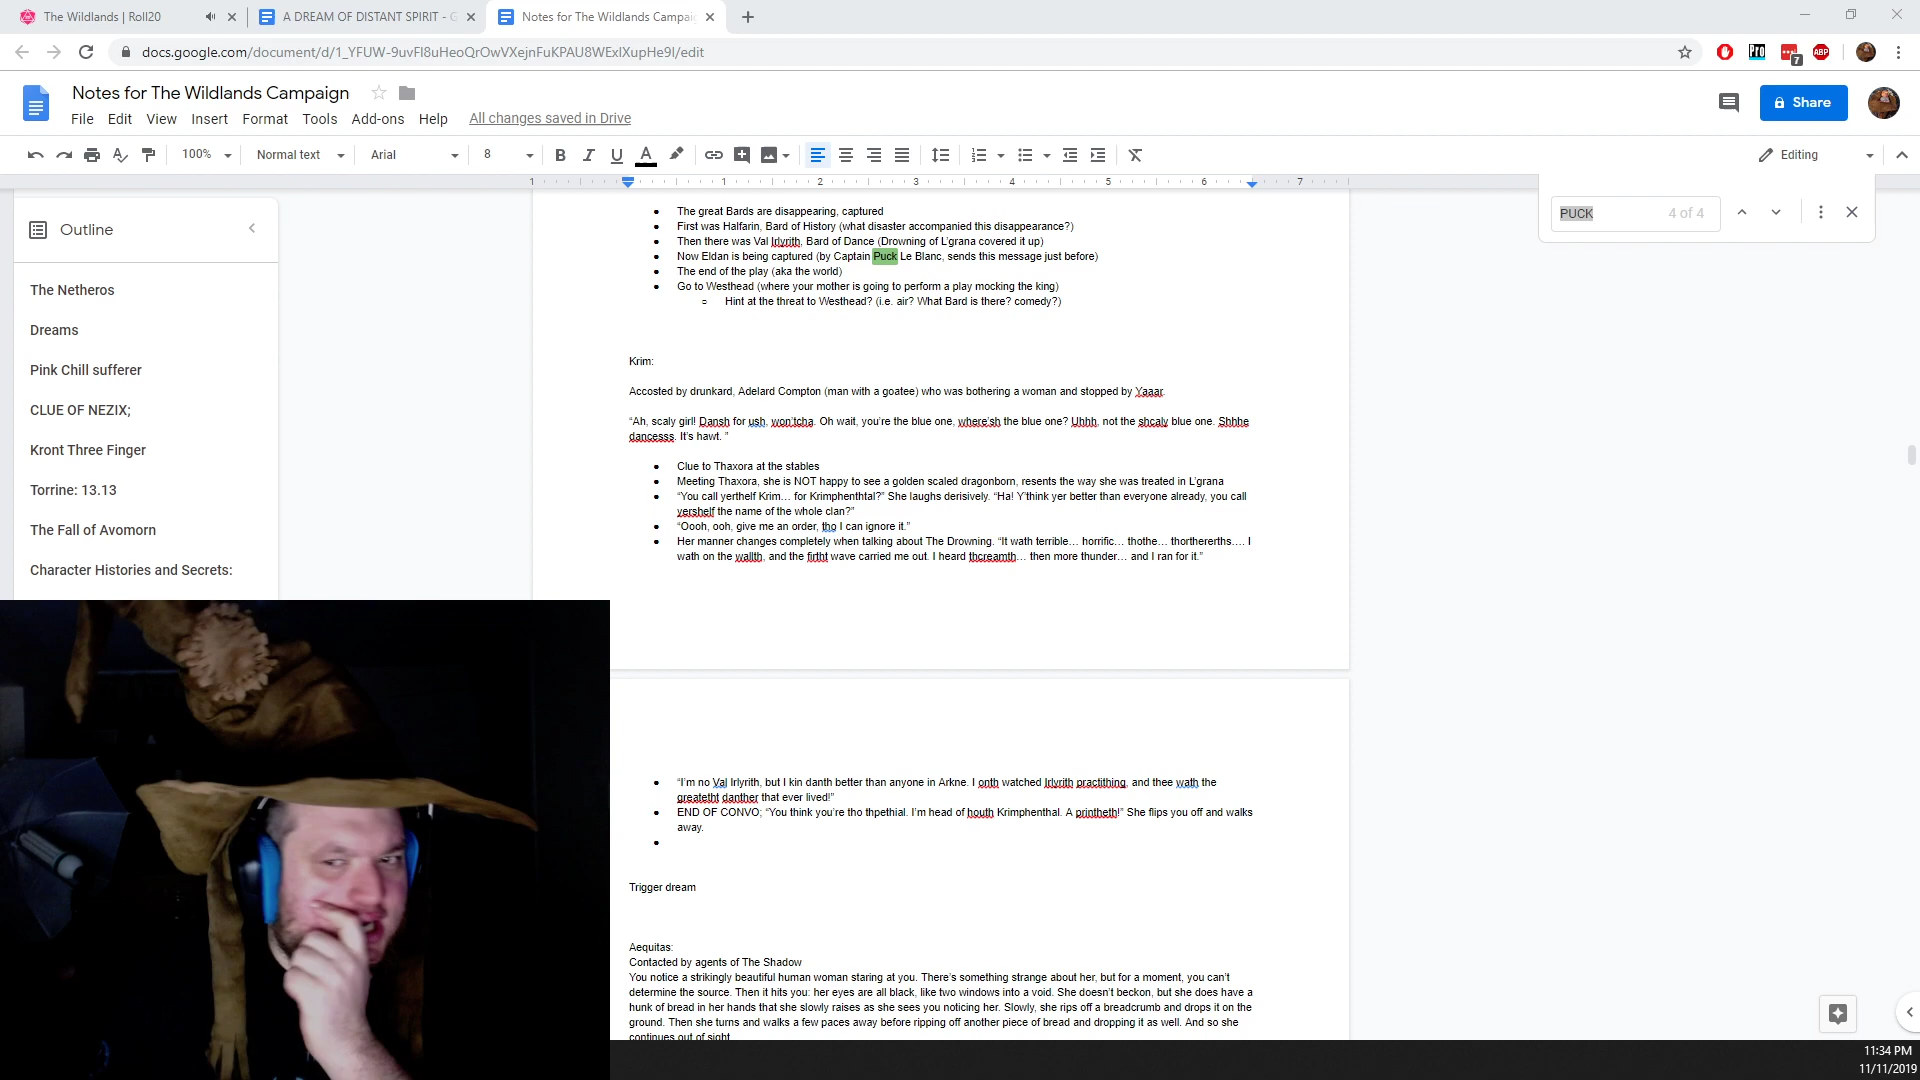 The Wildlands | Roll20
A DREAM OF DISTANT SPIRIT - G
Notes for The Wildlands Campaig
docs.google.com/document/d/1_YFUW-9uvFI8uHeoQrOwVXejnFuKPAU8WExIXupHe9I/edit
7
ABP
Notes for The Wildlands Campaign
File Edit View Insert Format Tools Add-ons Help All changes saved in Drive
Share
100% Normal text Arial 8 B I U A Editing
1 1 2 3 4 5 6 7
PUCK 4 of 4
Outline
The Netheros
Dreams
Pink Chill sufferer
CLUE OF NEZIX;
Kront Three Finger
Torrine: 13.13
The Fall of Avomorn
Character Histories and Secrets:
The great Bards are disappearing, captured
First was Halfarin, Bard of History (what disaster accompanied this disappearance?)
Then there was Val Irlyrith, Bard of Dance (Drowning of L'grana covered it up)
Now Eldan is being captured (by Captain Puck Le Blanc, sends this message just before)
The end of the play (aka the world)
Go to Westhead (where your mother is going to perform a play mocking the king)
Hint at the threat to Westhead? (i.e. air? What Bard is there? comedy?)
Krim:
Accosted by drunkard, Adelard Compton (man with a goatee) who was bothering a woman and stopped by Yaaar.
“Ah, scaly girl! Dansh for ush, won'tcha. Oh wait, you're the blue one, where'sh the blue one? Uhhh, not the shcaly blue one. Shhhe
dancesss. It's hawt. ”
Clue to Thaxora at the stables
Meeting Thaxora, she is NOT happy to see a golden scaled dragonborn, resents the way she was treated in L'grana
“You call yerthelf Krim… for Krimphenthtal?” She laughs derisively. “Ha! Y'think yer better than everyone already, you call
yershelf the name of the whole clan?”
“Oooh, ooh, give me an order, tho I can ignore it.”
Her manner changes completely when talking about The Drowning. “It wath terrible… horrific… thothe… thorthererths…. I
wath on the wallth, and the firtht wave carried me out. I heard thcreamth… then more thunder… and I ran for it.”
“I'm no Val Irlyrith, but I kin danth better than anyone in Arkne. I onth watched Irlyrith practithing, and thee wath the
greatetht danther that ever lived!”
END OF CONVO; “You think you're tho thpethial. I'm head of houth Krimphenthal. A printheth!” She flips you off and walks
away.
Trigger dream
Aequitas:
Contacted by agents of The Shadow
You notice a strikingly beautiful human woman staring at you. There's something strange about her, but for a moment, you can't
determine the source. Then it hits you: her eyes are all black, like two windows into a void. She doesn't beckon, but she does have a
hunk of bread in her hands that she slowly raises as she sees you noticing her. Slowly, she rips off a breadcrumb and drops it on the
ground. Then she turns and walks a few paces away before ripping off another piece of bread and dropping it as well. And so she
continues out of sight
11:34 PM
11/11/2019